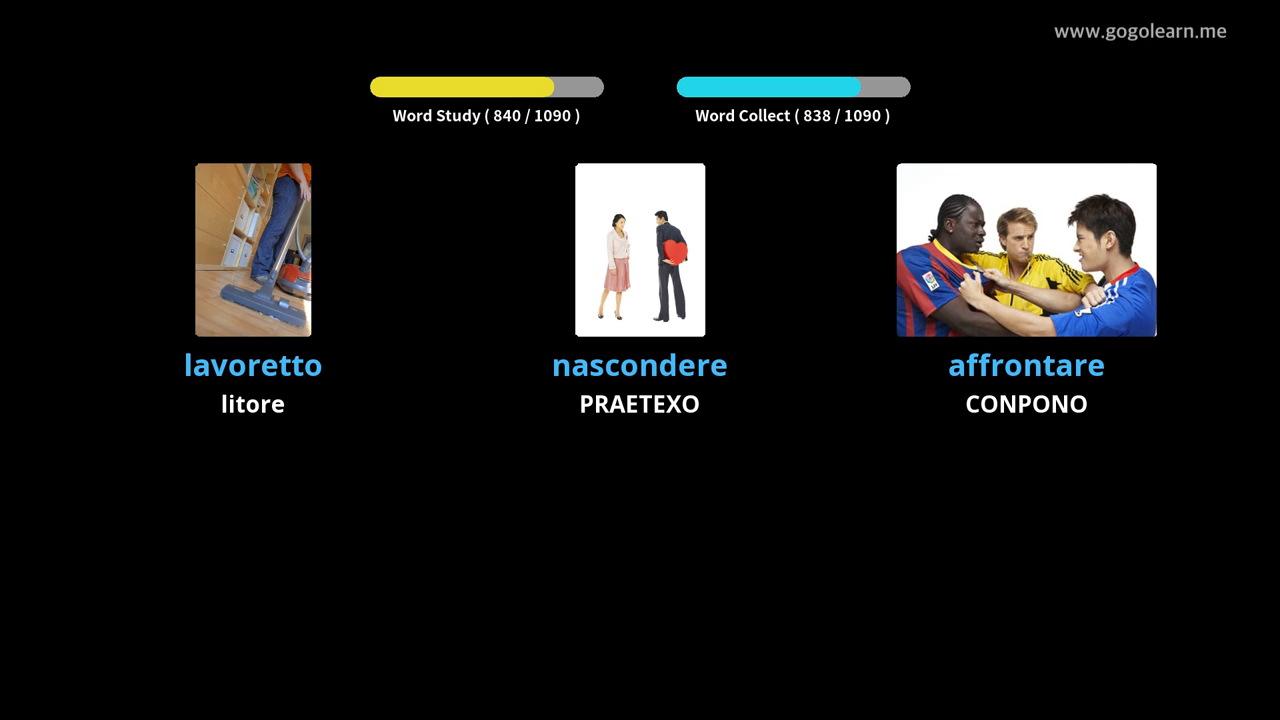 www.gogolearn.me
Word Study ( 840 / 1090 )
Word Collect ( 838 / 1090 )
lavoretto
litore
nascondere
PRAETEXO
affrontare
CONPONO